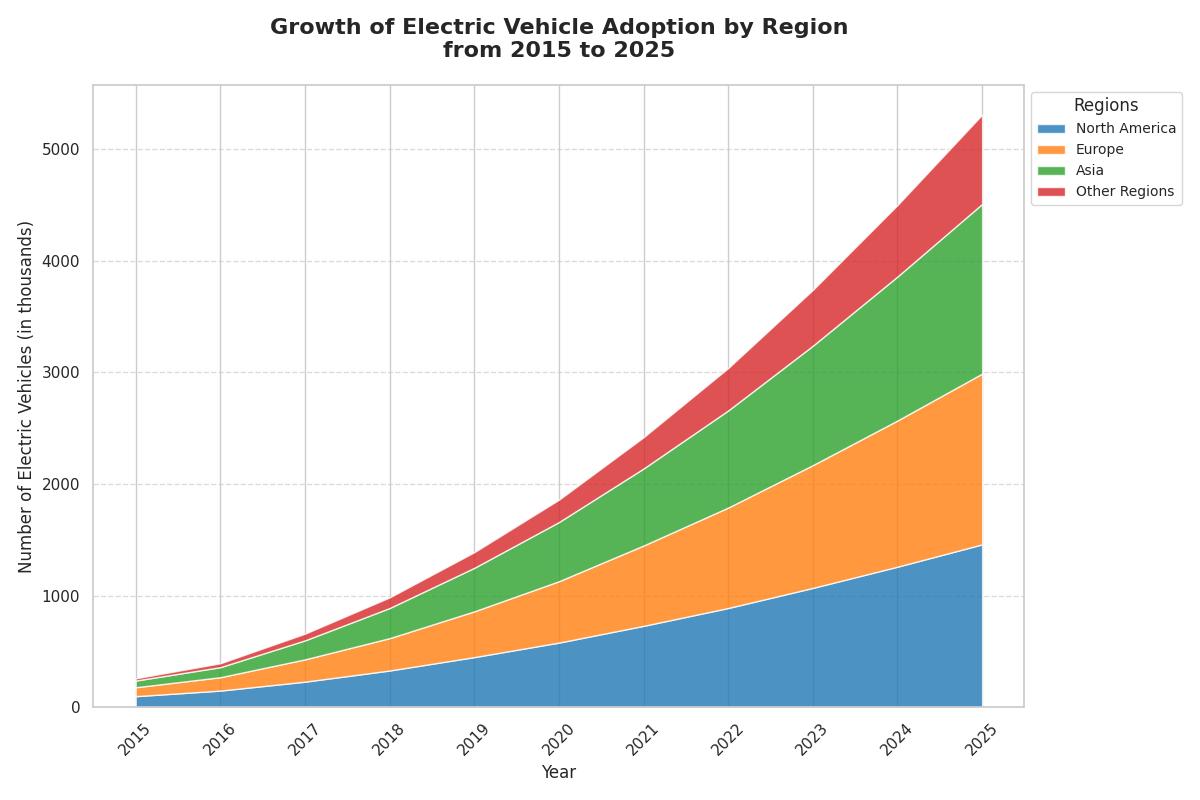 Growth of Electric Vehicle Adoption by Region
from 2015 to 2025
Regions
North America
Europe
Asia
Other Regions
Number of Electric Vehicles (in thousands)
5000
4000
3000
2000
1000
0
2015
2016
2017
2018
2019
2020
2021
2022
2023
2024
2025
Year